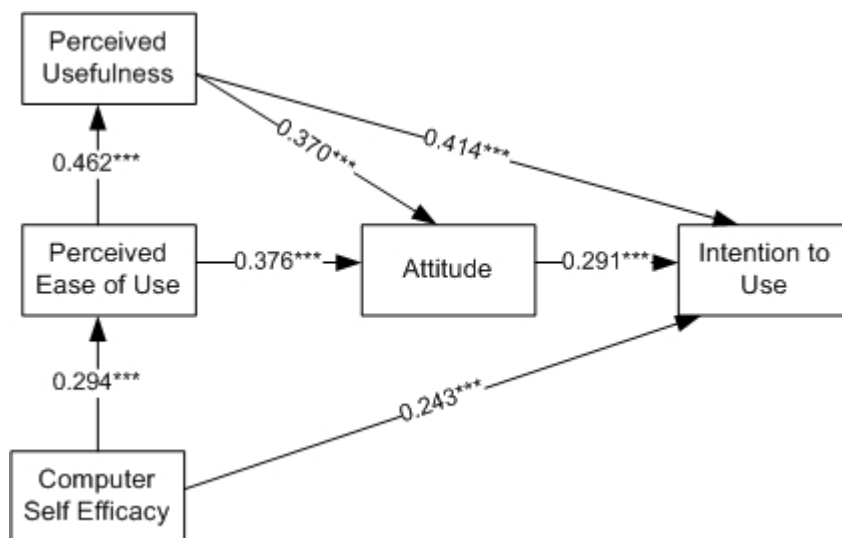 Perceived
Usefulness
0.370***
0.414***
0.462***
Perceived
Ease of Use
0.376***
Attitude
0.291***
Intention to
Use
0.294***
0.243***
Computer
Self Efficacy